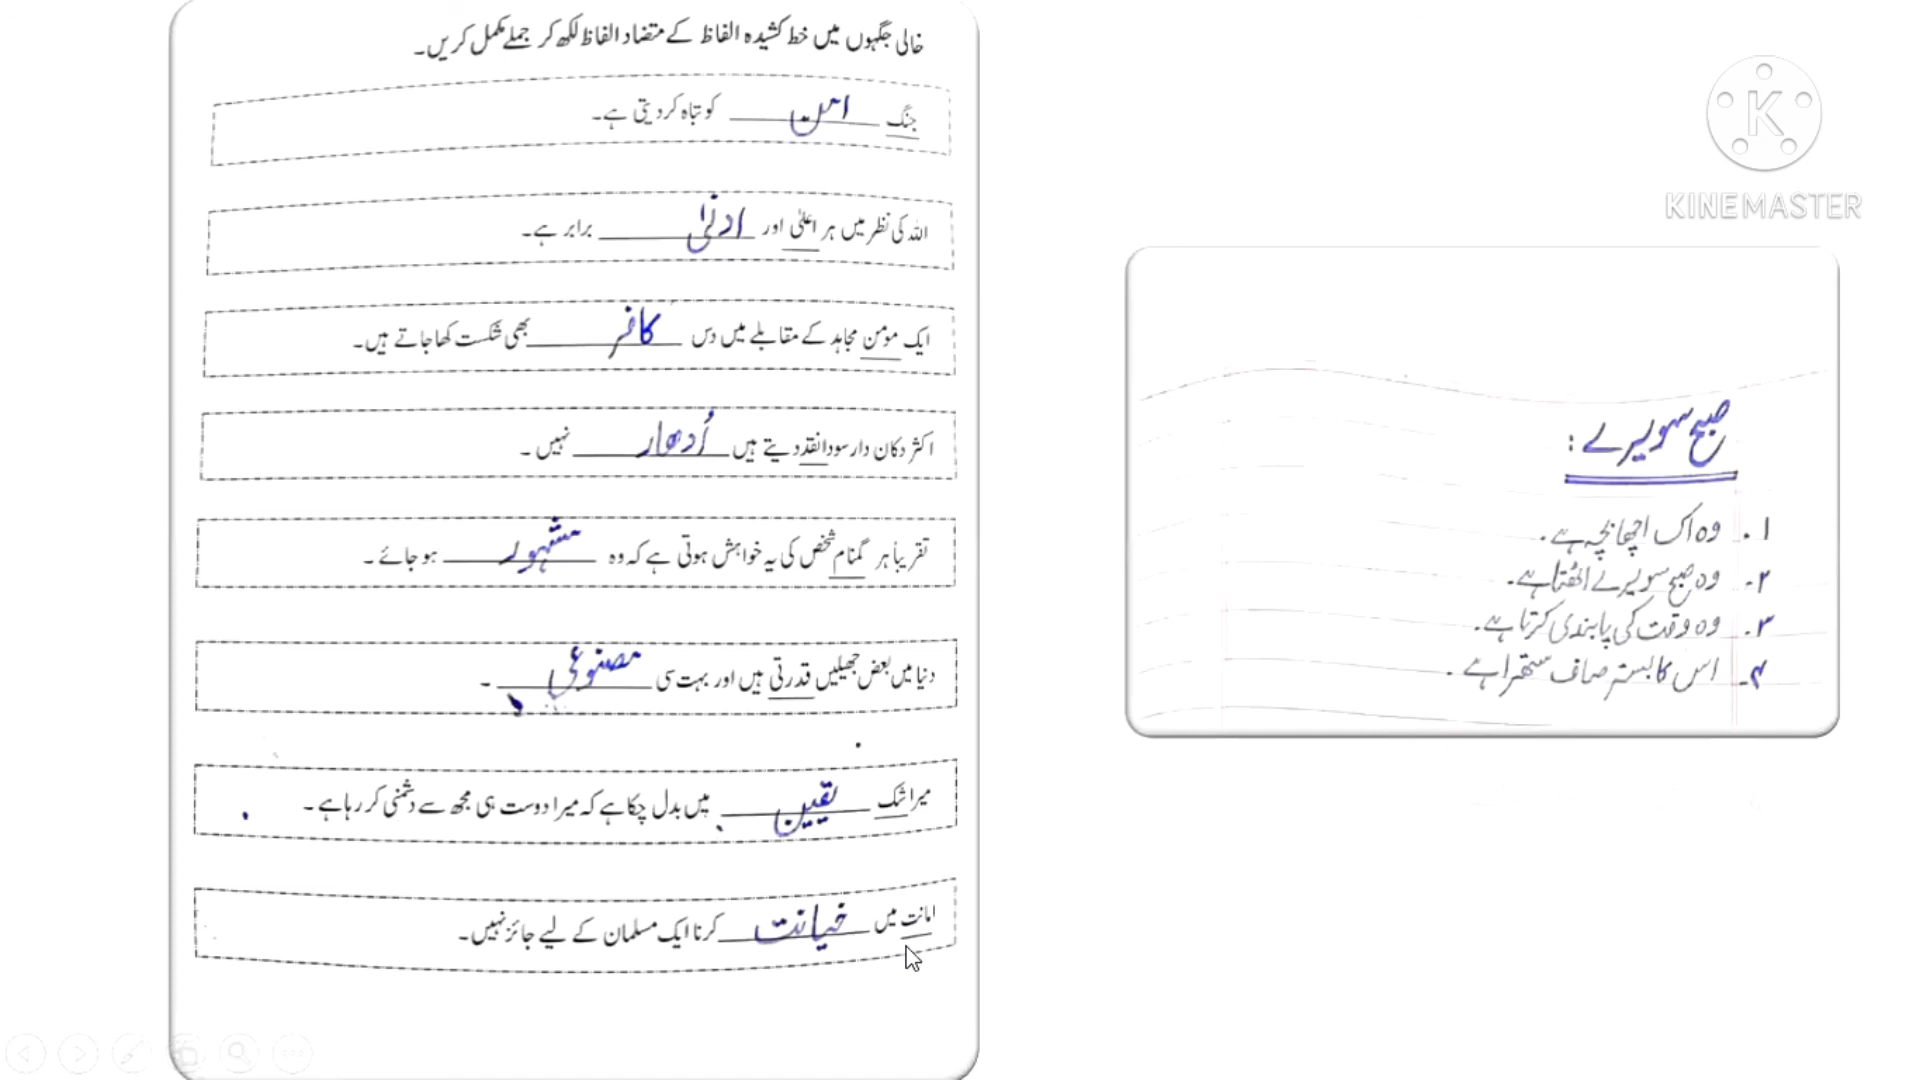 خالی جگہوں میں خط کشیدہ الفاظ کے متضاد الفاظ لکھ کر جملے مکمل کریں۔
جنگ امن کو تباہ کر دیتی ہے۔
اللہ کی نظر میں ہر اعلیٰ اور ادنیٰ برابر ہے۔
ایک مومن مجاہد کے مقابلے میں دس کافر بھی شکست کھا جاتے ہیں۔
اکثر دکان دار سودا نقد دیتے ہیں اُدھار نہیں۔
تقریباً ہر گمنام شخص کی یہ خواہش ہوتی ہے کہ وہ مشہور ہو جائے۔
دنیا میں بعض جھیلیں قدرتی ہیں اور بہت سی مصنوعی۔
میرا شک یقین میں بدل چکا ہے کہ میرا دوست ہی مجھ سے دشمنی کر رہا ہے۔
امانت میں خیانت کرنا ایک مسلمان کے لیے جائز نہیں۔
KINEMASTER
صبح سویرے:
۱. وہ اک اچھا بچہ ہے۔
۲- وہ صبح سویرے اٹھتا ہے۔
۳- وہ وقت کی پابندی کرتا ہے۔
۴- اس کا بستہ صاف ستھرا ہے۔